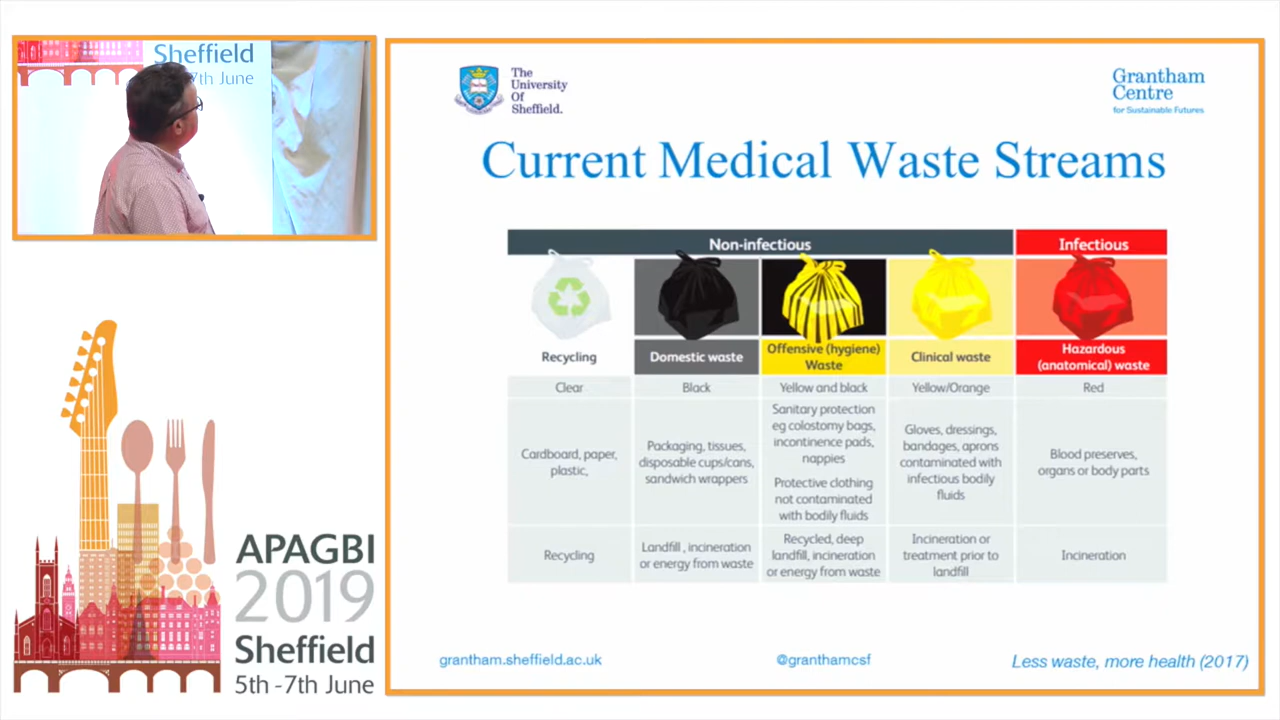 Sheffield
7th June
The
University
Of
Sheffield.
Grantham
Centre
for Sustainable Futures
Current Medical Waste Streams
Non-infectious
Infectious
Recycling
Domestic waste
Offensive (hygiene)
Waste
Clinical waste
Hazardous
(anatomical) waste
Clear
Black
Yellow and black
Yellow/Orange
Red
Cardboard, paper,
plastic,
Packaging, tissues,
disposable cups/cans,
sandwich wrappers
Sanitary protection
eg colostomy bags,
incontinence pads,
nappies
Protective clothing
not contaminated
with bodily fluids
Gloves, dressings,
bandages, aprons
contaminated with
infectious bodily
fluids
Blood preserves,
organs or body parts
Recycling
Landfill , incineration
or energy from waste
Recycled, deep
landfill, incineration
or energy from waste
Incineration or
treatment prior to
landfill
Incineration
grantham.sheffield.ac.uk
@granthamcsf
Less waste, more health (2017)
APAGBI
2019
Sheffield
5th -7th June